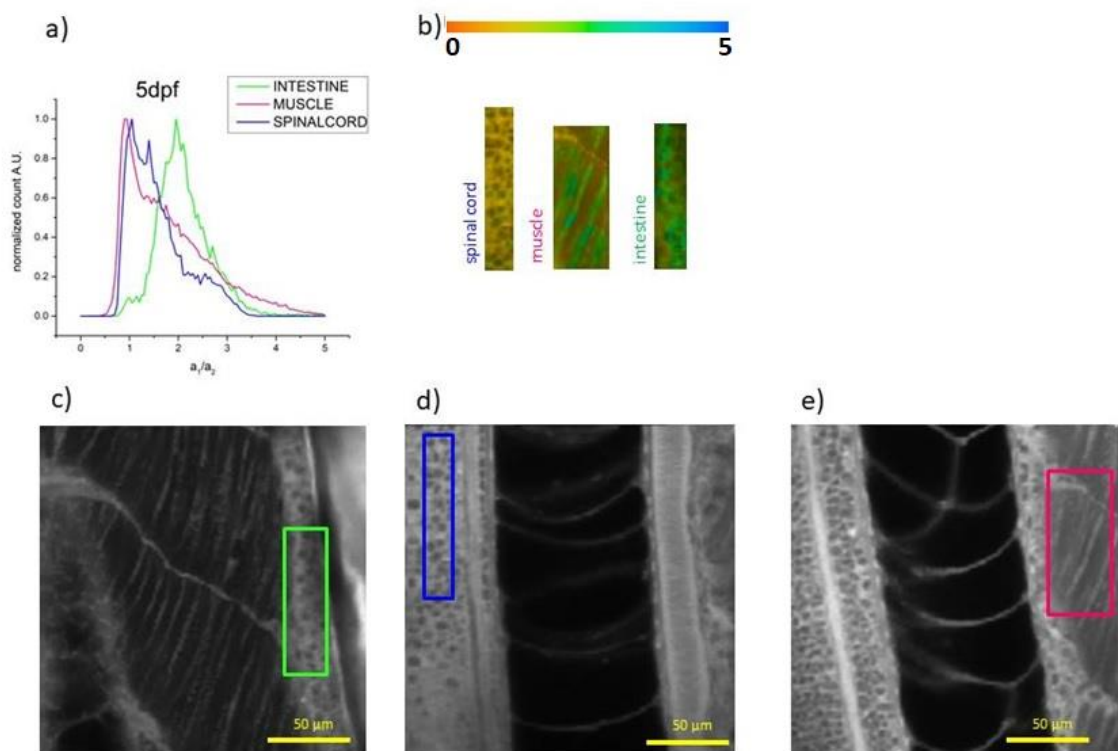 a)
5dpf
INTESTINE
MUSCLE
SPINALCORD
normalized count A.U.
1.0
0.8
0.6
0.4
0.2
0.0
0 1 2 3 4 5
a₁/a₂
b)
0 5
spinal cord
muscle
intestine
c)
50 µm
d)
50 µm
e)
50 µm